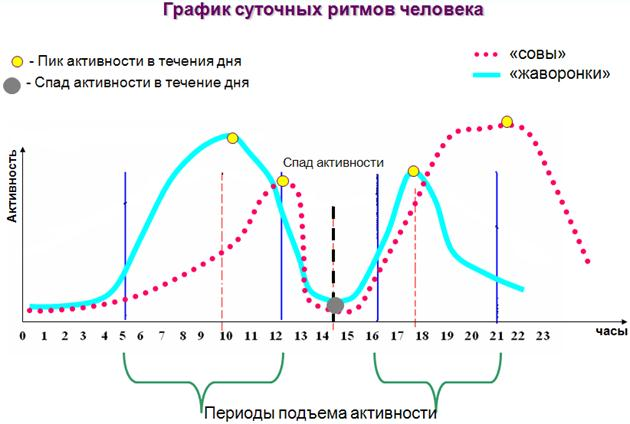 График суточных ритмов человека
- Пик активности в течения дня
- Спад активности в течение дня
«совы»
«жаворонки»
Активность
Спад активности
0 1 2 3 4 5 6 7 8 9 10 11 12 13 14 15 16 17 18 19 20 21 22 23
часы
Периоды подъема активности